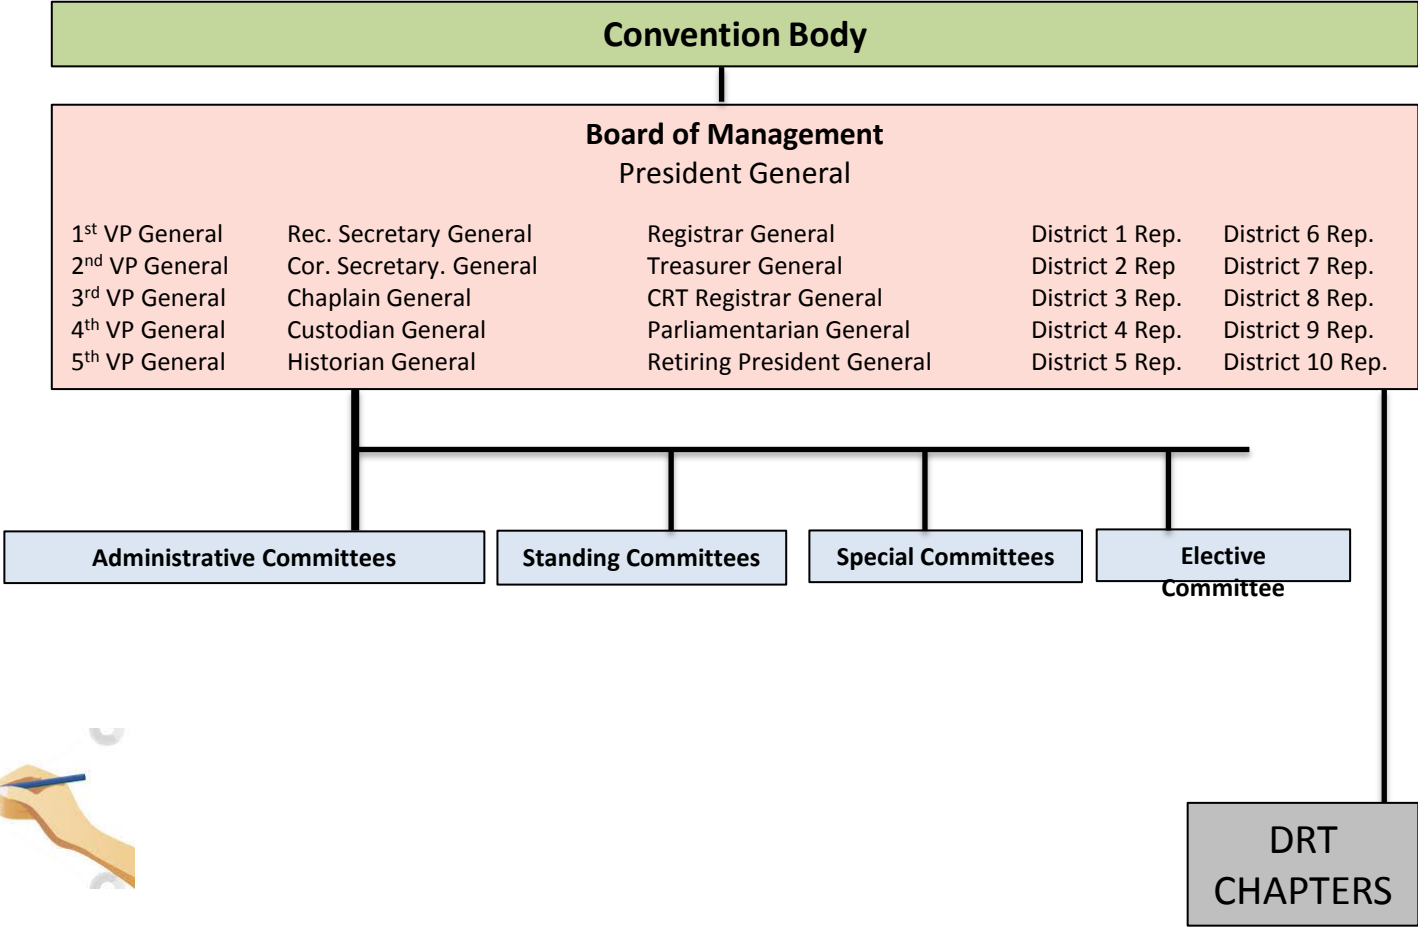 Convention Body
Board of Management
President General
1st VP General Rec. Secretary General Registrar General District 1 Rep. District 6 Rep.
2nd VP General Cor. Secretary. General Treasurer General District 2 Rep District 7 Rep.
3rd VP General Chaplain General CRT Registrar General District 3 Rep. District 8 Rep.
4th VP General Custodian General Parliamentarian General District 4 Rep. District 9 Rep.
5th VP General Historian General Retiring President General District 5 Rep. District 10 Rep.
Administrative Committees Standing Committees Special Committees Elective
Committee
DRT
CHAPTERS